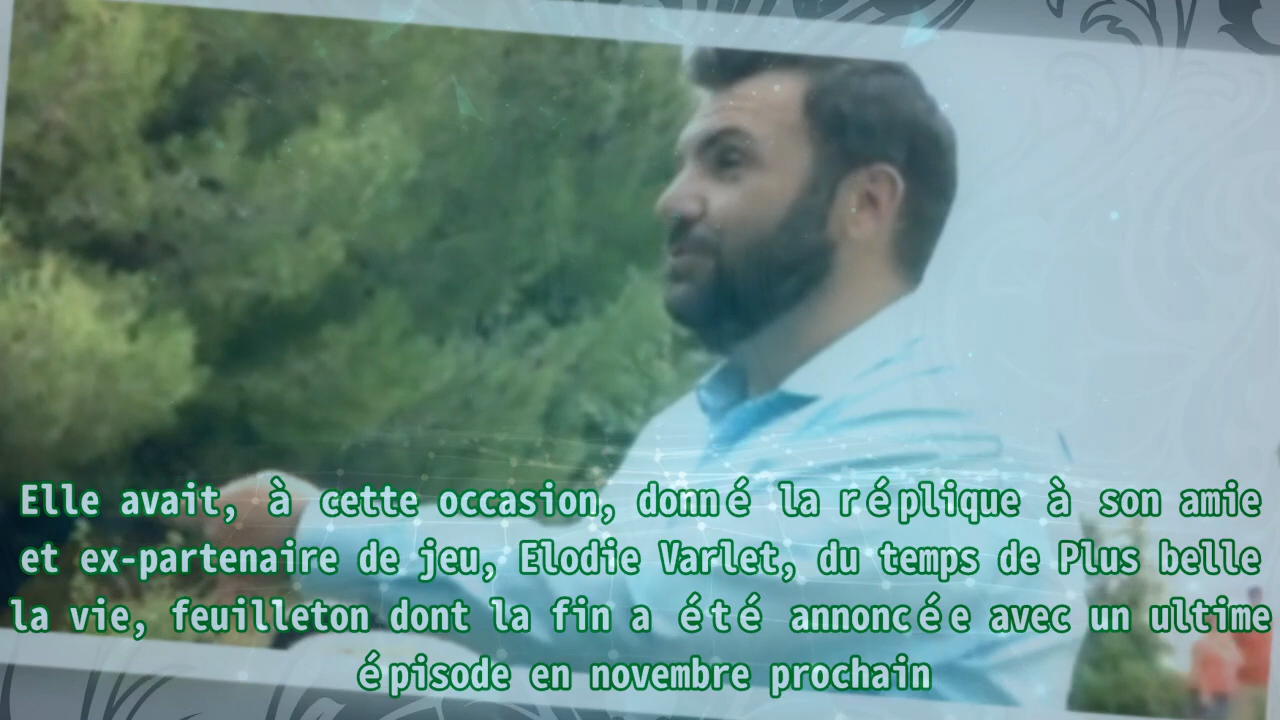 Elle avait, à cette occasion, donné la réplique à son amie
et ex-partenaire de jeu, Elodie Varlet, du temps de Plus belle
la vie, feuilleton dont la fin a été annoncée avec un ultime
épisode en novembre prochain